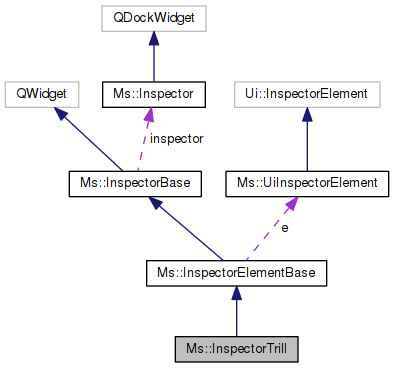 QDockWidget
QWidget
Ms::Inspector
Ui::InspectorElement
inspector
Ms::InspectorBase
Ms::UiInspectorElement
e
Ms::InspectorElementBase
Ms::InspectorTrill